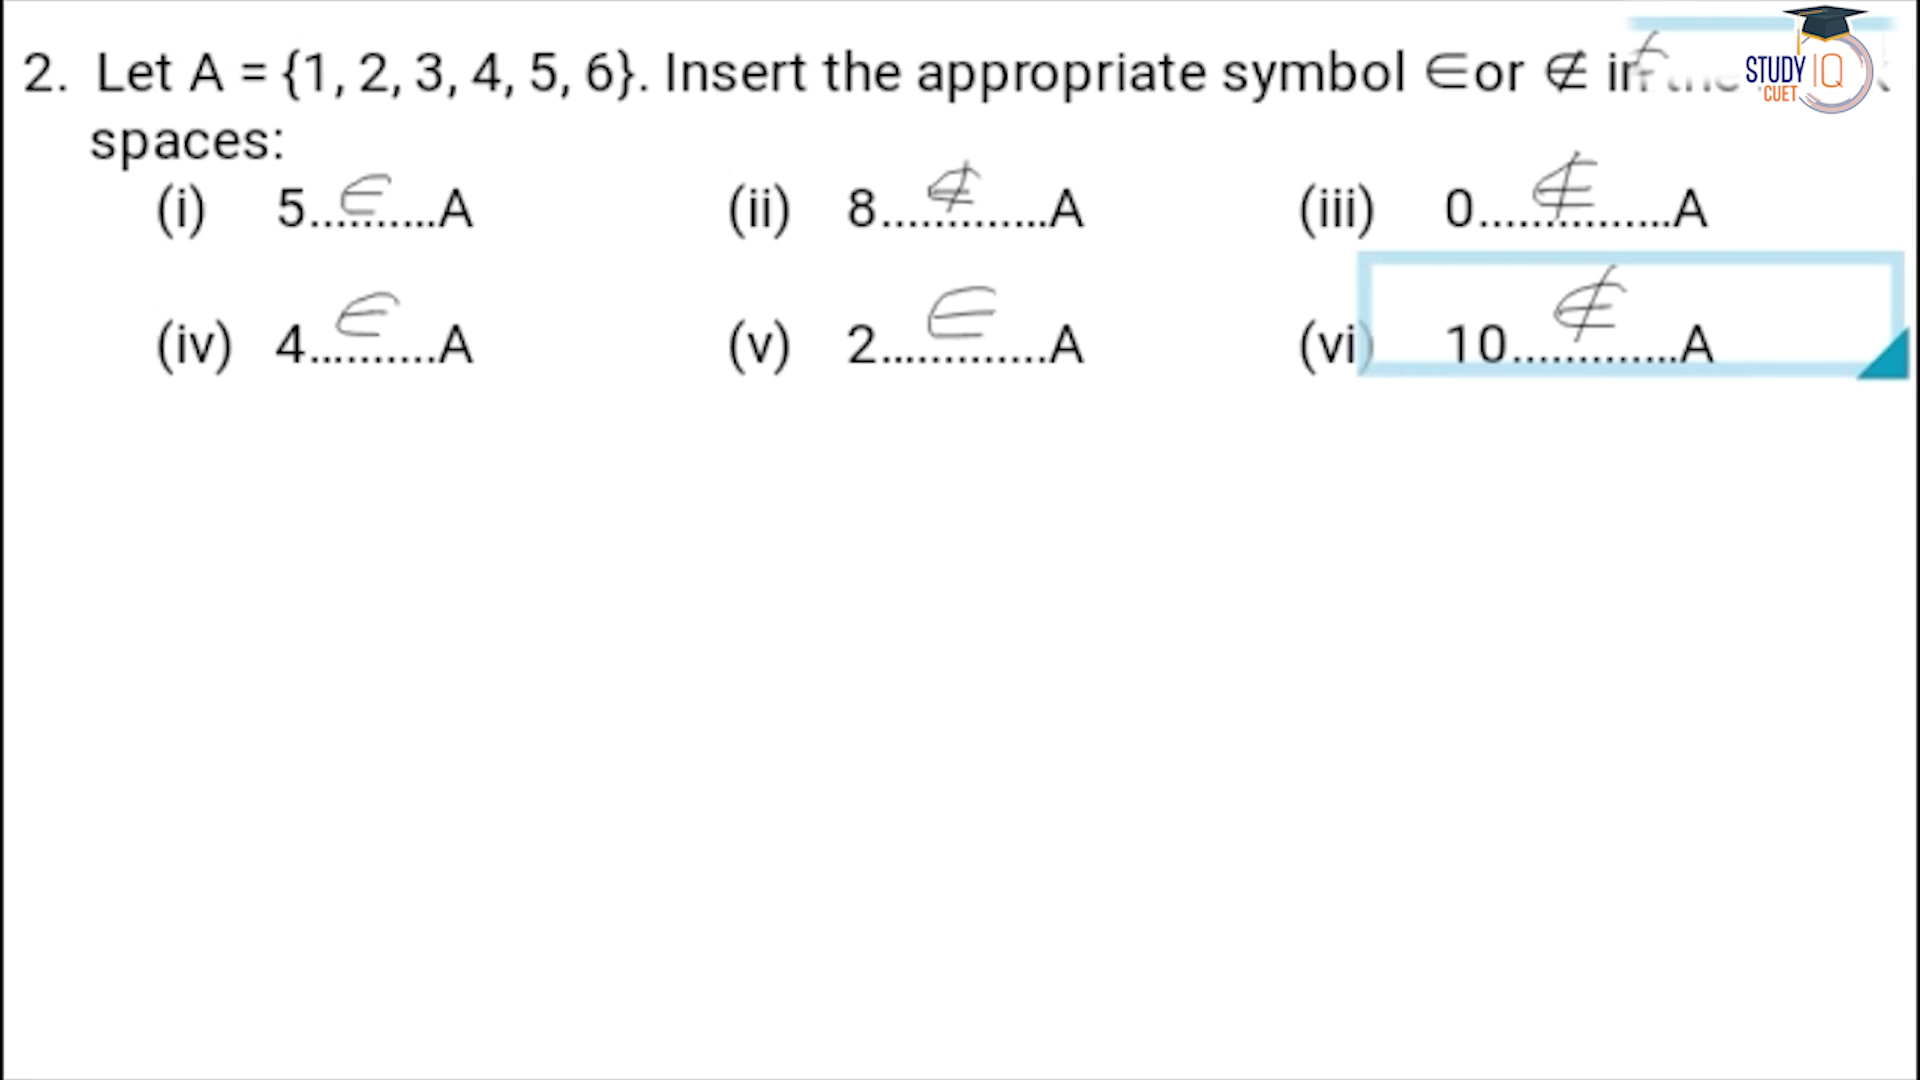 2. Let A = {1, 2, 3, 4, 5, 6}. Insert the appropriate symbol ∈ or ∉ in
spaces:
(i) 5...∈.......A (ii) 8.....∉........A (iii) 0......∉.........A
(iv) 4...∈.......A (v) 2.....∈........A (vi) 10.....∉........A
STUDY IQ
CUET